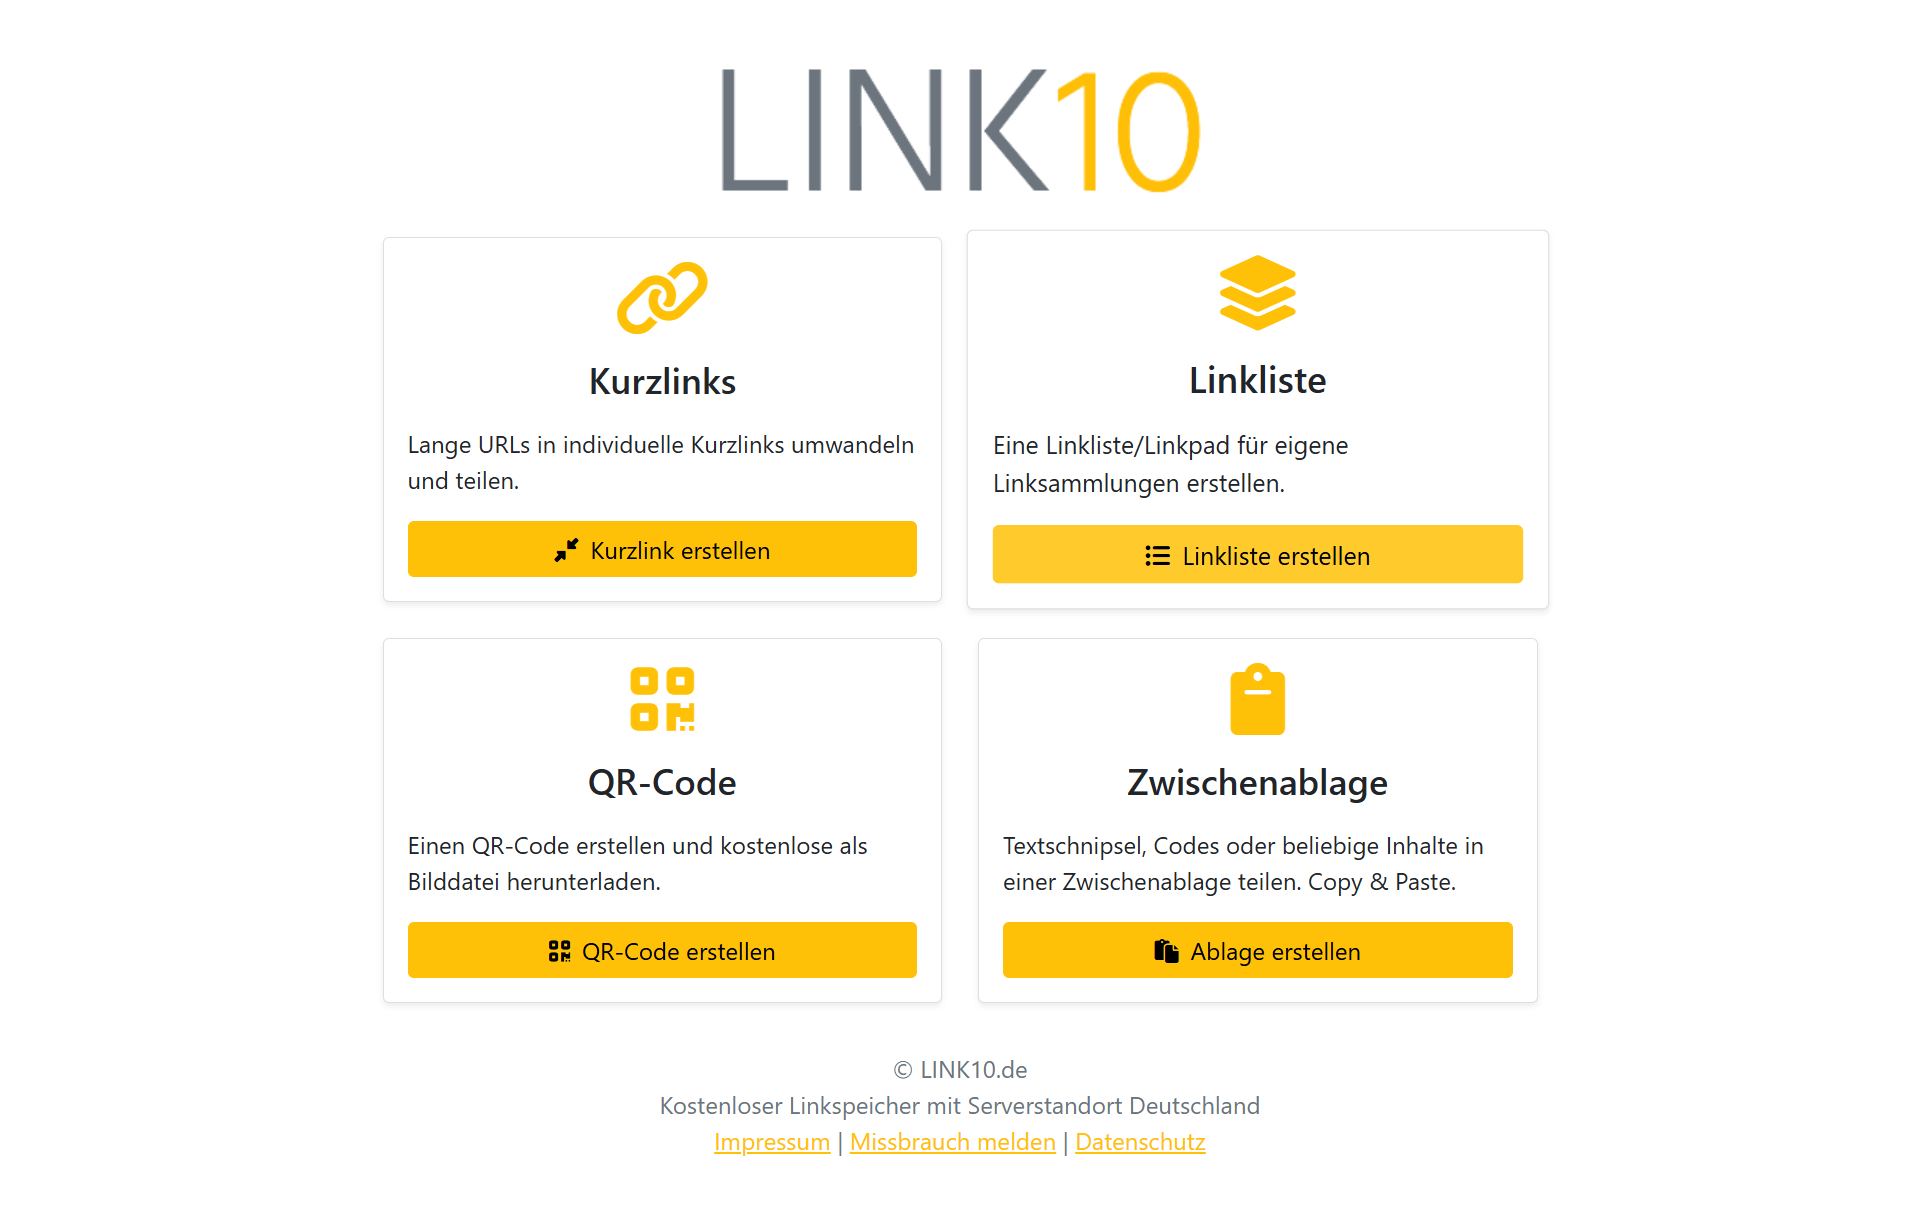 LINK10
Kurzlinks
Lange URLs in individuelle Kurzlinks umwandeln
und teilen.
Kurzlink erstellen
Linkliste
Eine Linkliste/Linkpad für eigene
Linksammlungen erstellen.
Linkliste erstellen
QR-Code
Einen QR-Code erstellen und kostenlose als
Bilddatei herunterladen.
QR-Code erstellen
Zwischenablage
Textschnipsel, Codes oder beliebige Inhalte in
einer Zwischenablage teilen. Copy & Paste.
Ablage erstellen
© LINK10.de
Kostenloser Linkspeicher mit Serverstandort Deutschland
Impressum | Missbrauch melden | Datenschutz